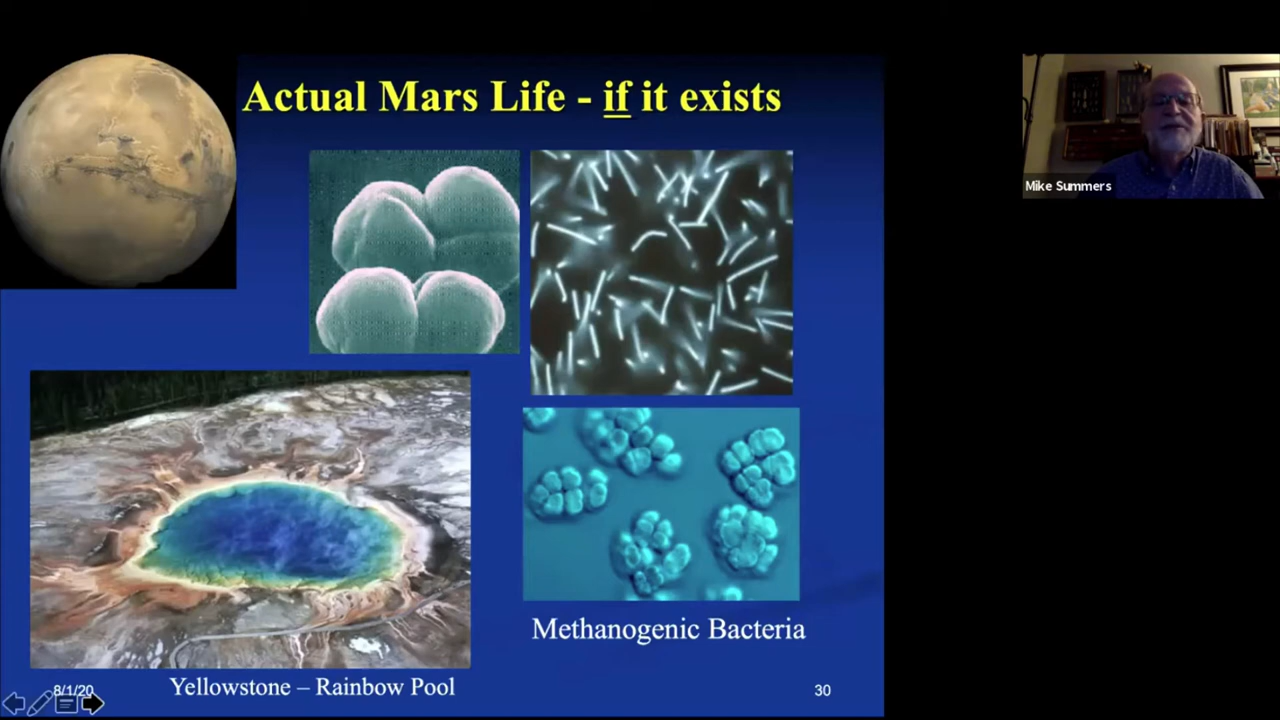 Actual Mars Life - if it exists
Mike Summers
Methanogenic Bacteria
Yellowstone – Rainbow Pool
8/1/20
30